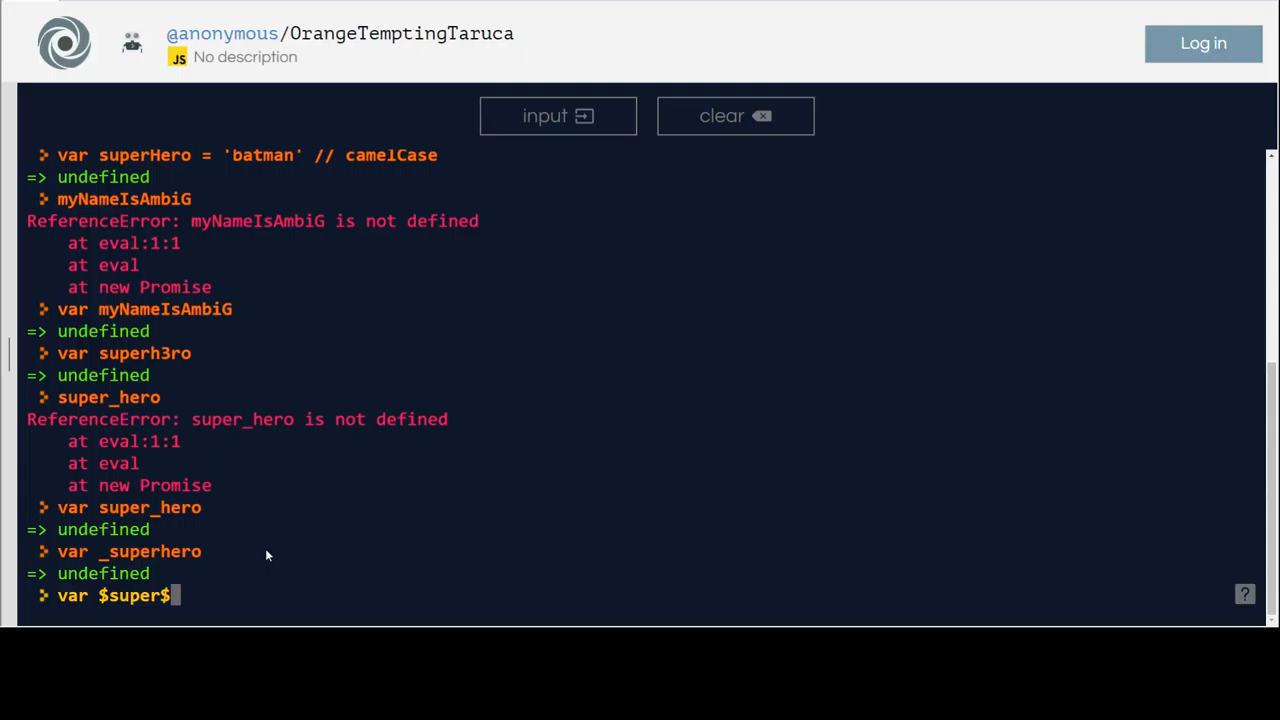 @anonymous/OrangeTemptingTaruca
JS No description
Log in
input
clear
var superHero = 'batman' // camelCase
=> undefined
myNameIsAmbiG
ReferenceError: myNameIsAmbiG is not defined
at eval:1:1
at eval
at new Promise
var myNameIsAmbiG
=> undefined
var superh3ro
=> undefined
super_hero
ReferenceError: super_hero is not defined
at eval:1:1
at eval
at new Promise
var super_hero
=> undefined
var _superhero
=> undefined
var $super$
?